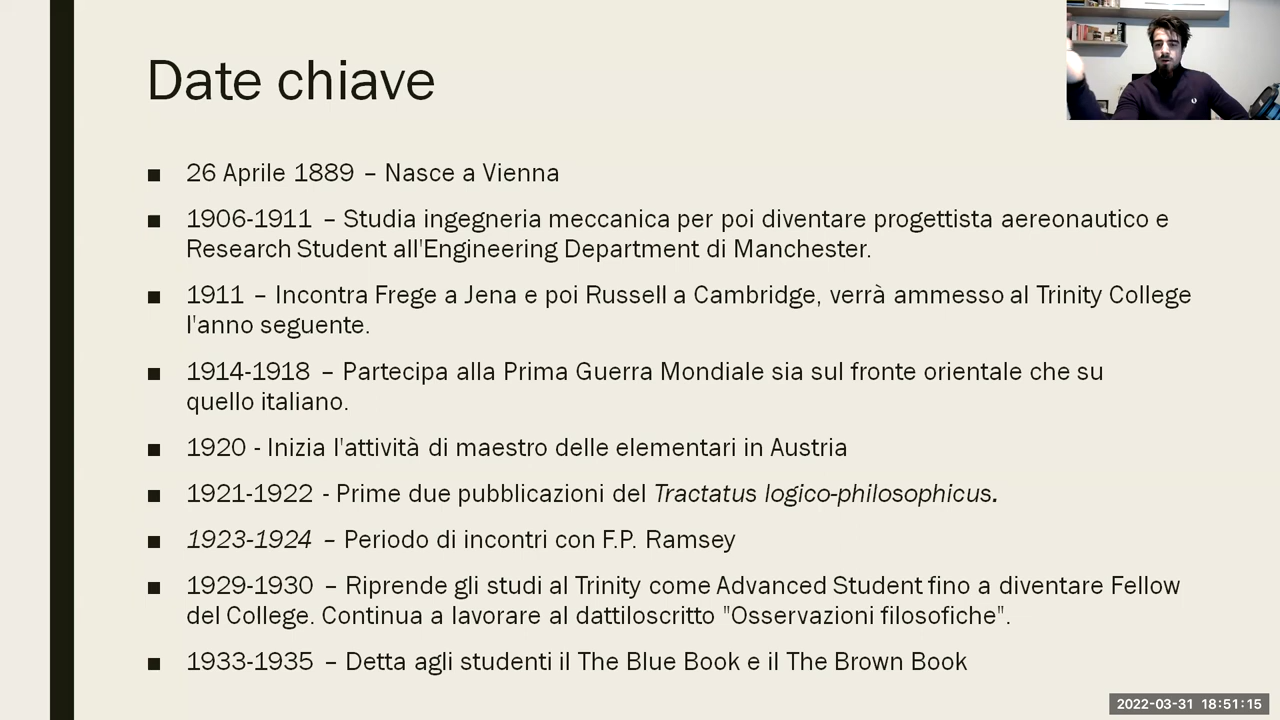 Date chiave
26 Aprile 1889 – Nasce a Vienna
1906-1911 – Studia ingegneria meccanica per poi diventare progettista aereonautico e
Research Student all'Engineering Department di Manchester.
1911 – Incontra Frege a Jena e poi Russell a Cambridge, verrà ammesso al Trinity College
l'anno seguente.
1914-1918 – Partecipa alla Prima Guerra Mondiale sia sul fronte orientale che su
quello italiano.
1920 - Inizia l'attività di maestro delle elementari in Austria
1921-1922 - Prime due pubblicazioni del Tractatus logico-philosophicus.
1923-1924 – Periodo di incontri con F.P. Ramsey
1929-1930 – Riprende gli studi al Trinity come Advanced Student fino a diventare Fellow
del College. Continua a lavorare al dattiloscritto "Osservazioni filosofiche".
1933-1935 – Detta agli studenti il The Blue Book e il The Brown Book
2022-03-31 18:51:15